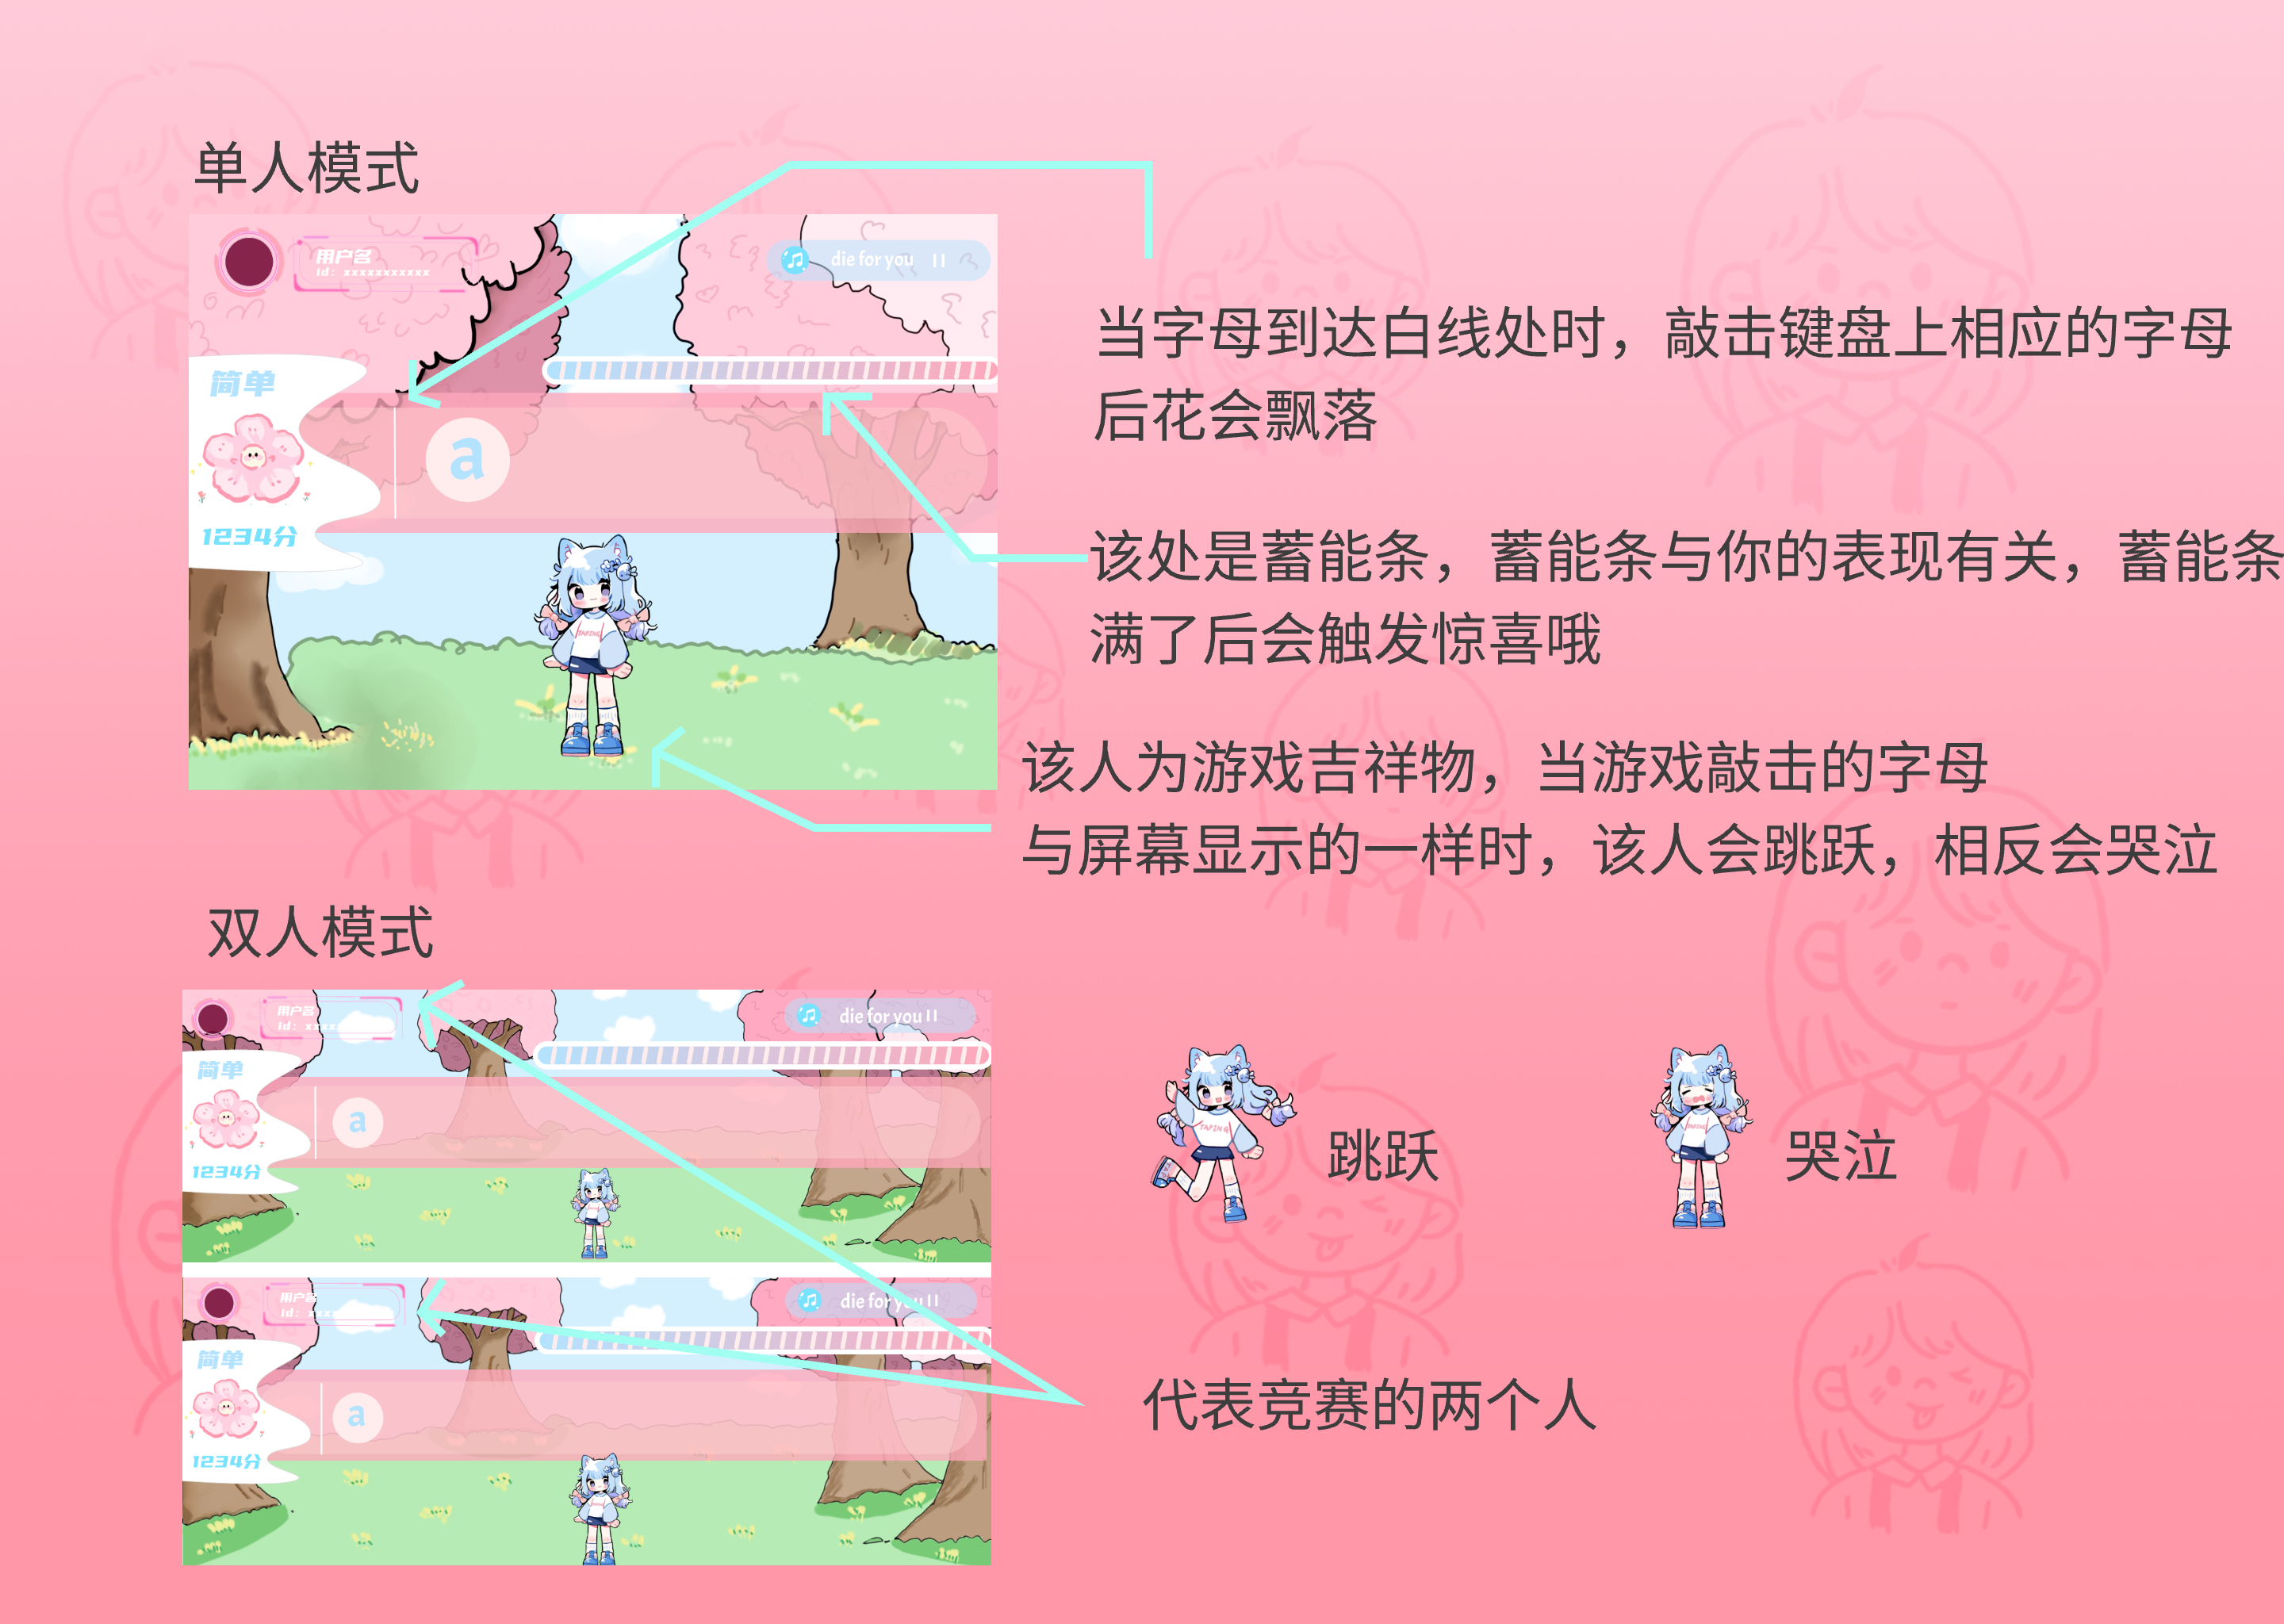 单人模式
用户名
id：xxxxxxxxxxx
die for you
简单
a
1234分
TAPING
当字母到达白线处时，敲击键盘上相应的字母
后花会飘落
该处是蓄能条，蓄能条与你的表现有关，蓄能条
满了后会触发惊喜哦
该人为游戏吉祥物，当游戏敲击的字母
与屏幕显示的一样时，该人会跳跃，相反会哭泣
双人模式
用户名
id：xxxx
die for you
简单
a
1234分
用户名
id：xxxx
die for you
简单
a
1234分
TAPING
跳跃
TAPING
哭泣
代表竞赛的两个人